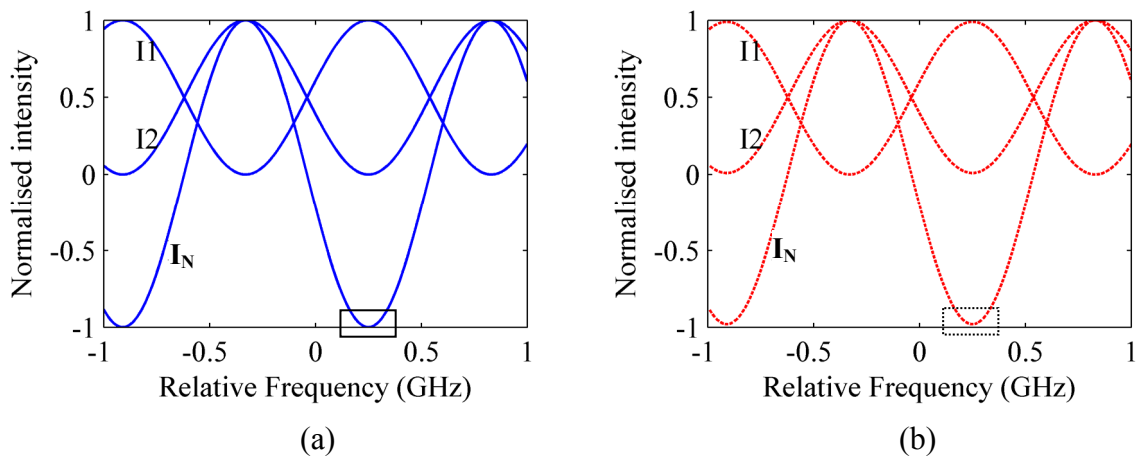 1
0.5
0
-0.5
-1
-1
-0.5
0
0.5
1
Normalised intensity
Relative Frequency (GHz)
I1
I2
I_N
(a)
1
0.5
0
-0.5
-1
-1
-0.5
0
0.5
1
Normalised intensity
Relative Frequency (GHz)
I1
I2
I_N
(b)